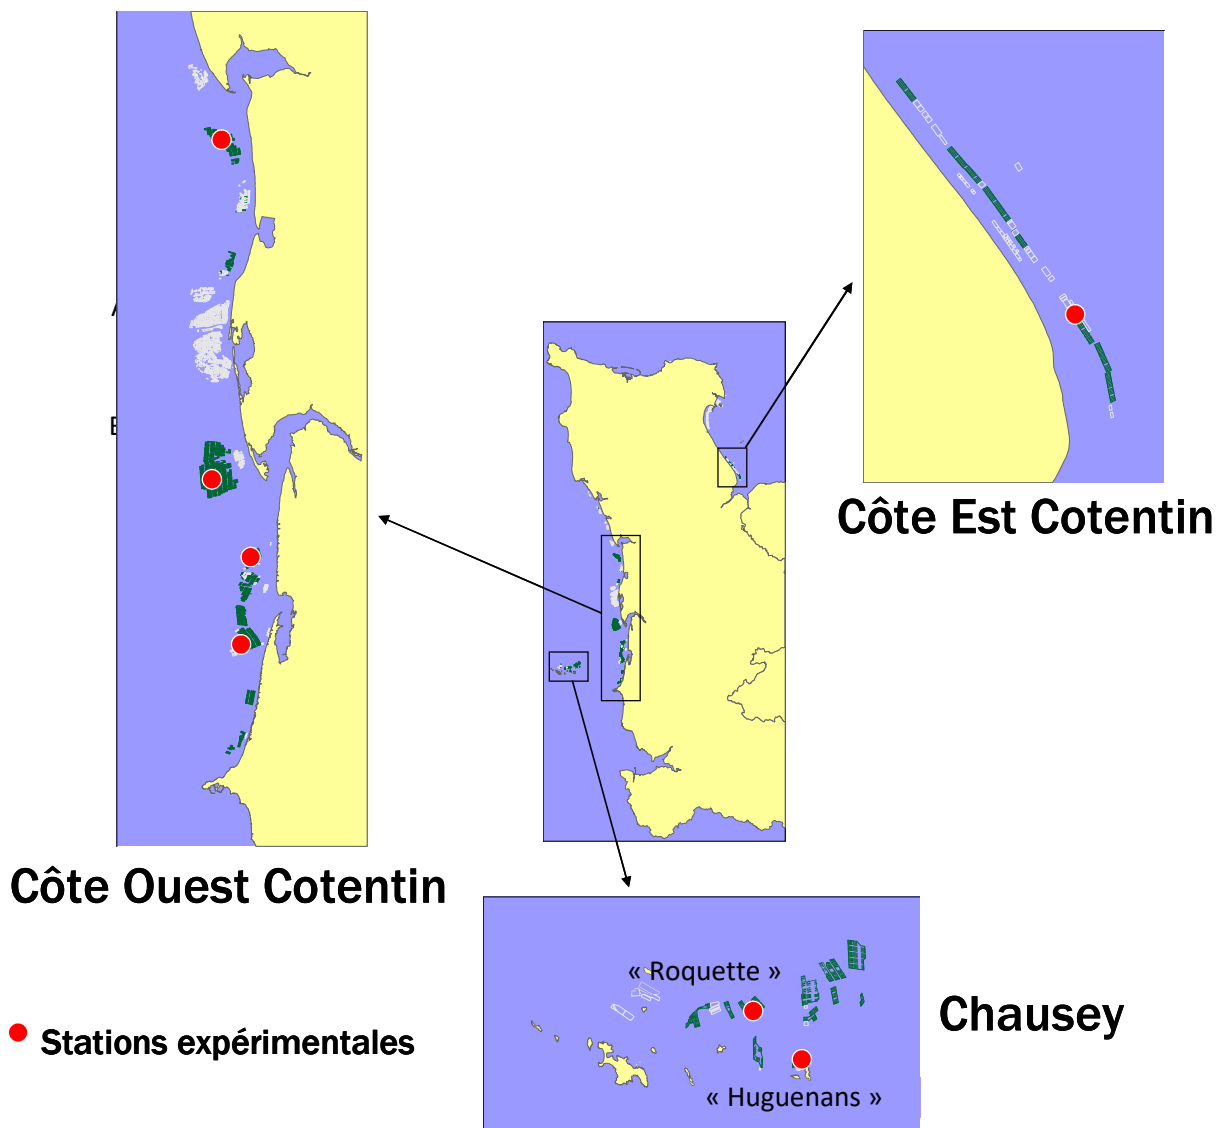 Côte Est Cotentin
Côte Ouest Cotentin
« Roquette »
Chausey
Stations expérimentales
« Huguenans »